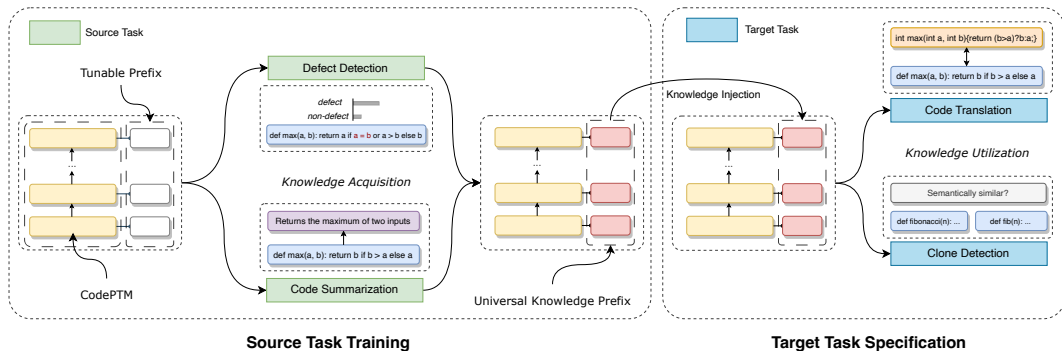 Source Task
Tunable Prefix
...
CodePTM
Defect Detection
defect
non-defect
def max(a, b): return a if a = b or a > b else b
Knowledge Acquisition
Returns the maximum of two inputs
def max(a, b): return b if b > a else a
Code Summarization
...
Universal Knowledge Prefix
Source Task Training
Target Task
Knowledge Injection
...
int max(int a, int b){return (b>a)?b:a;}
def max(a, b): return b if b > a else a
Code Translation
Knowledge Utilization
Semantically similar?
def fibonacci(n): ...
def fib(n): ...
Clone Detection
Target Task Specification